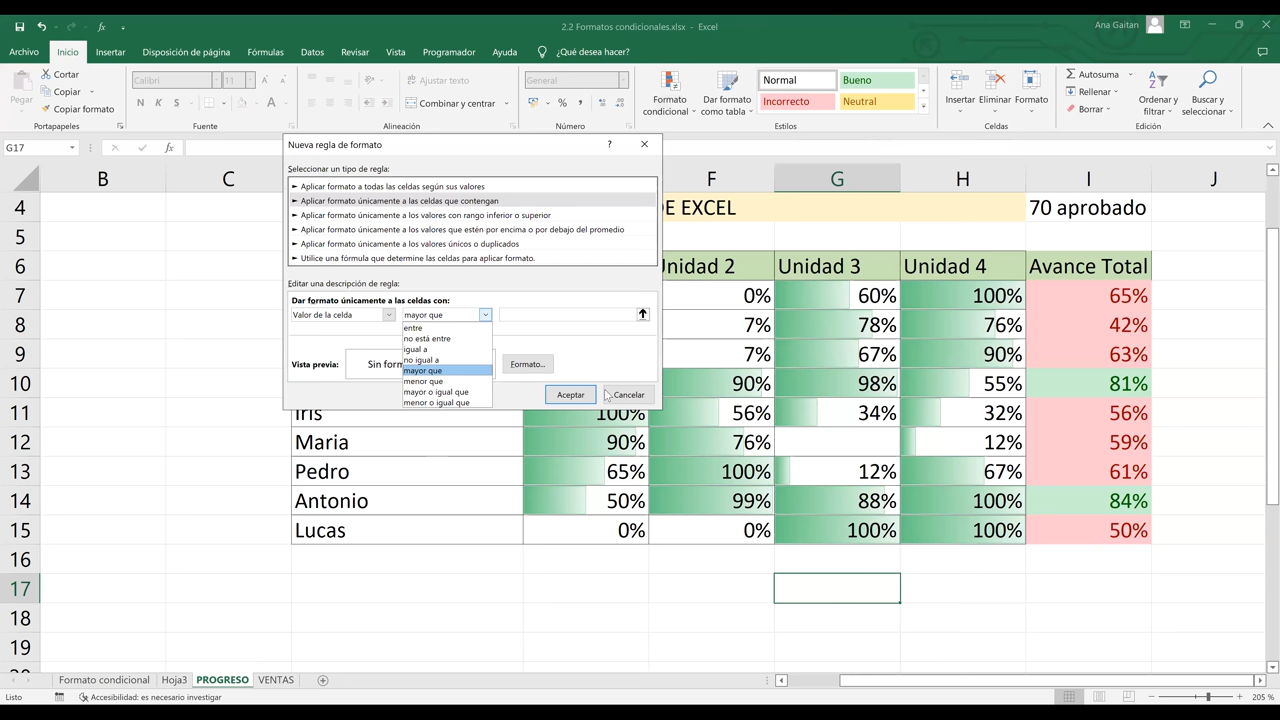 2.2 Formatos condicionales.xlsx - Excel
Ana Gaitan
Archivo Inicio Insertar Disposición de página Fórmulas Datos Revisar Vista Programador Ayuda ¿Qué desea hacer?
Pegar
Cortar
Copiar
Copiar formato
Portapapeles
Calibri 11
N K S
Fuente
Ajustar texto
Combinar y centrar
Alineación
General
Número
Formato condicional
Dar formato como tabla
Normal Bueno
Incorrecto Neutral
Estilos
Insertar Eliminar Formato
Celdas
Autosuma
Rellenar
Borrar
Ordenar y filtrar
Buscar y seleccionar
Edición
G17
fx
Nueva regla de formato ?
Seleccionar un tipo de regla:
► Aplicar formato a todas las celdas según sus valores
► Aplicar formato únicamente a las celdas que contengan
► Aplicar formato únicamente a los valores con rango inferior o superior
► Aplicar formato únicamente a los valores que estén por encima o por debajo del promedio
► Aplicar formato únicamente a los valores únicos o duplicados
► Utilice una fórmula que determine las celdas para aplicar formato.
Editar una descripción de regla:
Dar formato únicamente a las celdas con:
Valor de la celda mayor que
entre
no está entre
igual a
no igual a
mayor que
menor que
mayor o igual que
menor o igual que
Vista previa: Sin form Formato...
Aceptar Cancelar
B C F G H I J
4 DE EXCEL 70 aprobado
5
6 Unidad 2 Unidad 3 Unidad 4 Avance Total
7 0% 60% 100% 65%
8 7% 78% 76% 42%
9 7% 67% 90% 63%
10 90% 98% 55% 81%
11 Iris 100% 56% 34% 32% 56%
12 Maria 90% 76% 12% 59%
13 Pedro 65% 100% 12% 67% 61%
14 Antonio 50% 99% 88% 100% 84%
15 Lucas 0% 0% 100% 100% 50%
16
17
18
19
Formato condicional Hoja3 PROGRESO VENTAS
Listo Accesibilidad: es necesario investigar 205 %